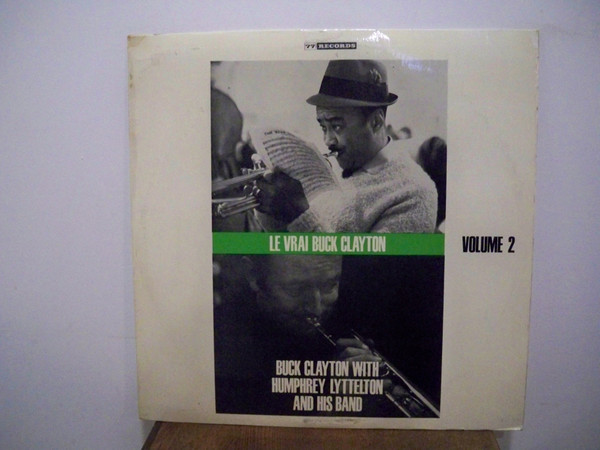 77 RECORDS
LE VRAI BUCK CLAYTON
VOLUME 2
BUCK CLAYTON WITH
HUMPHREY LYTTELTON
AND HIS BAND